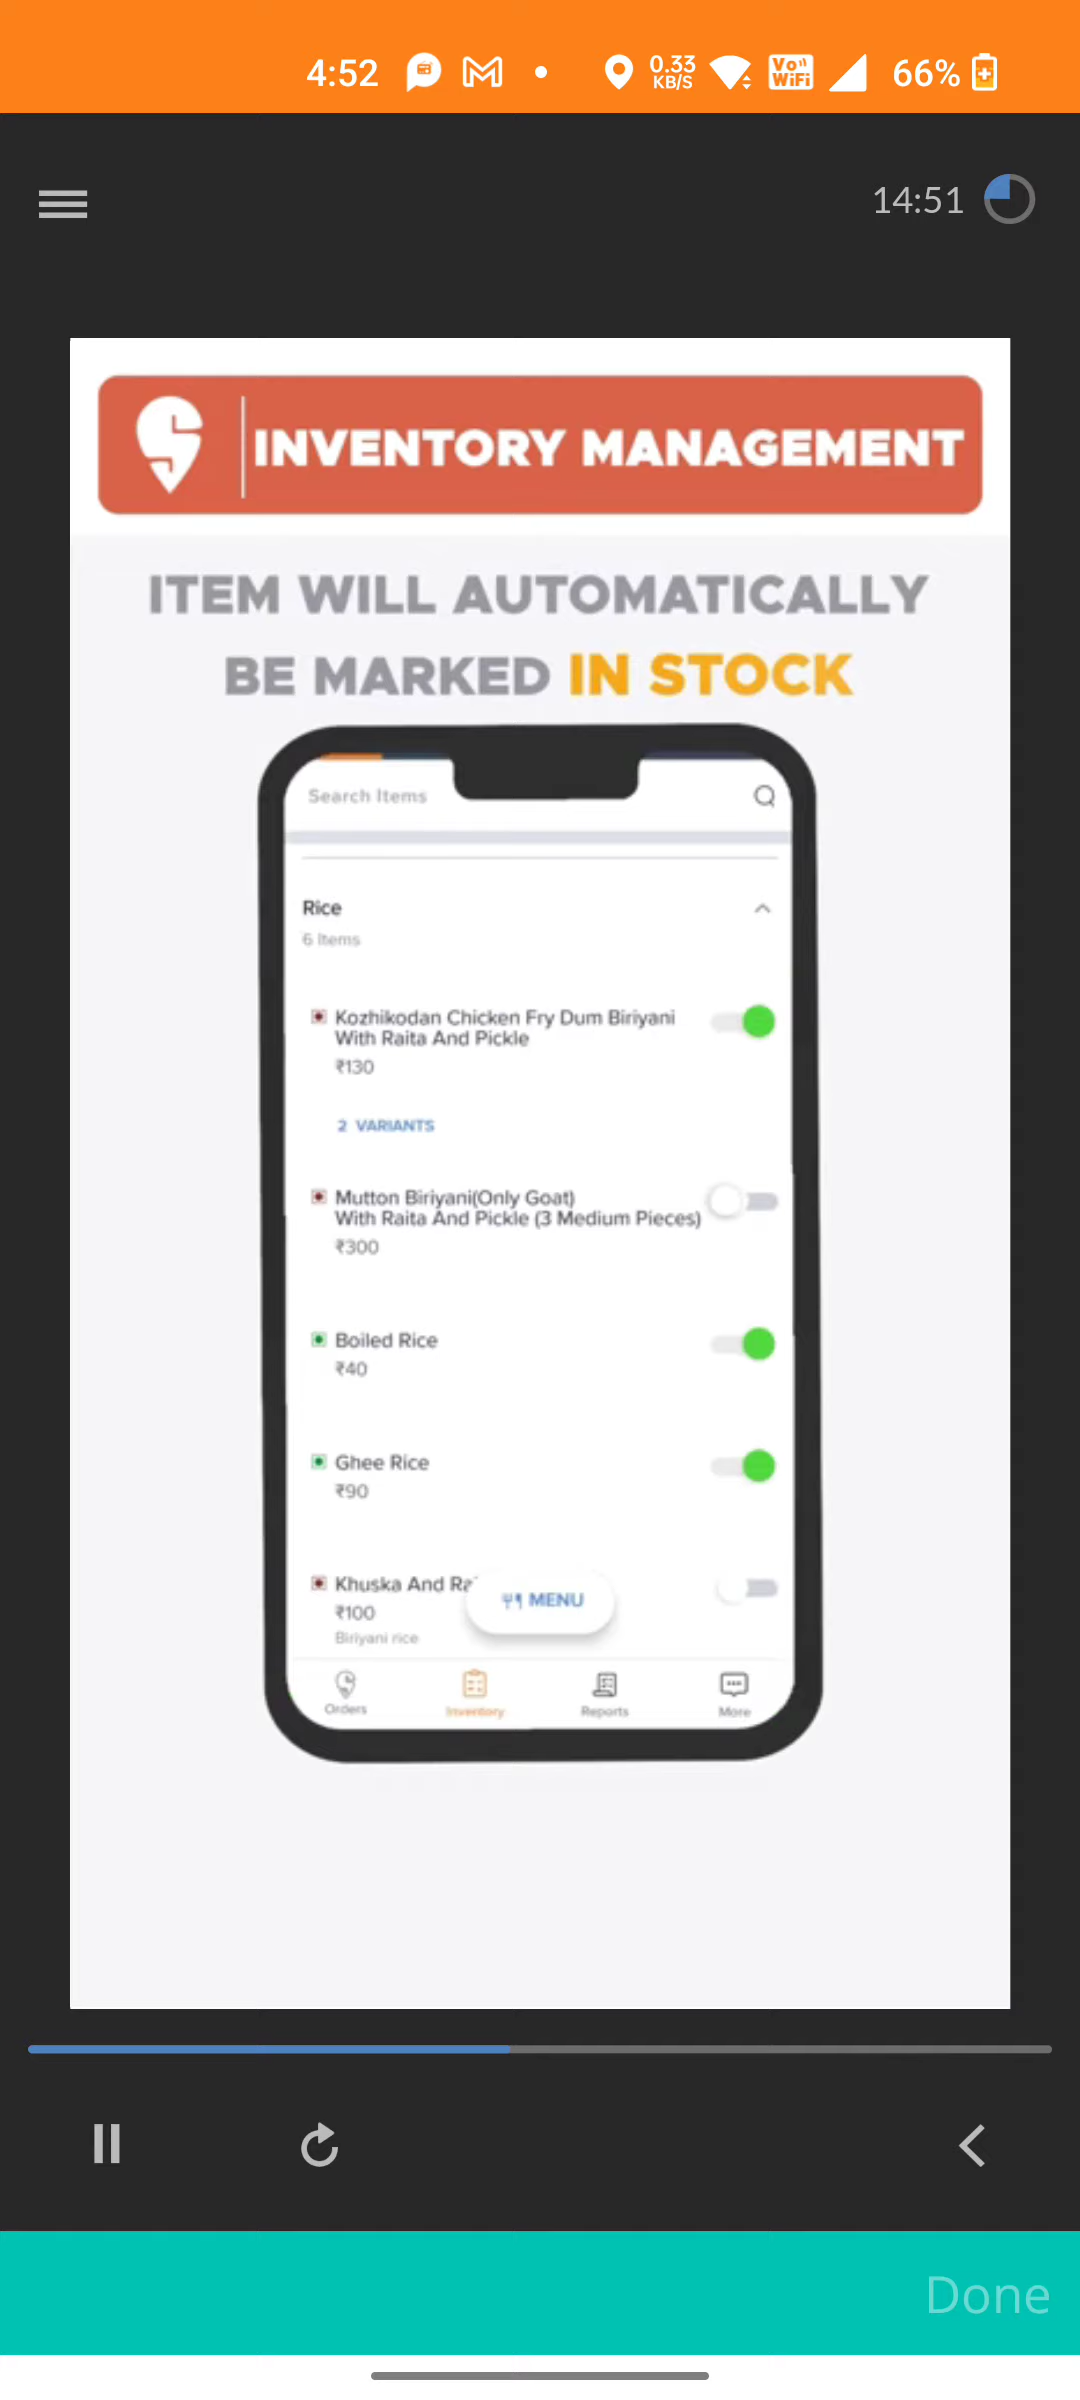 4:52
0.33
KB/S
Vo
WiFi
66%
14:51
INVENTORY MANAGEMENT
ITEM WILL AUTOMATICALLY
BE MARKED IN STOCK
Search Items
Rice
6 Items
Kozhikodan Chicken Fry Dum Biriyani
With Raita And Pickle
₹130
2 VARIANTS
Mutton Biriyani(Only Goat)
With Raita And Pickle (3 Medium Pieces)
₹300
Boiled Rice
₹40
Ghee Rice
₹90
Khuska And
₹100
Biriyani rice
MENU
Orders
Inventory
Reports
More
Done